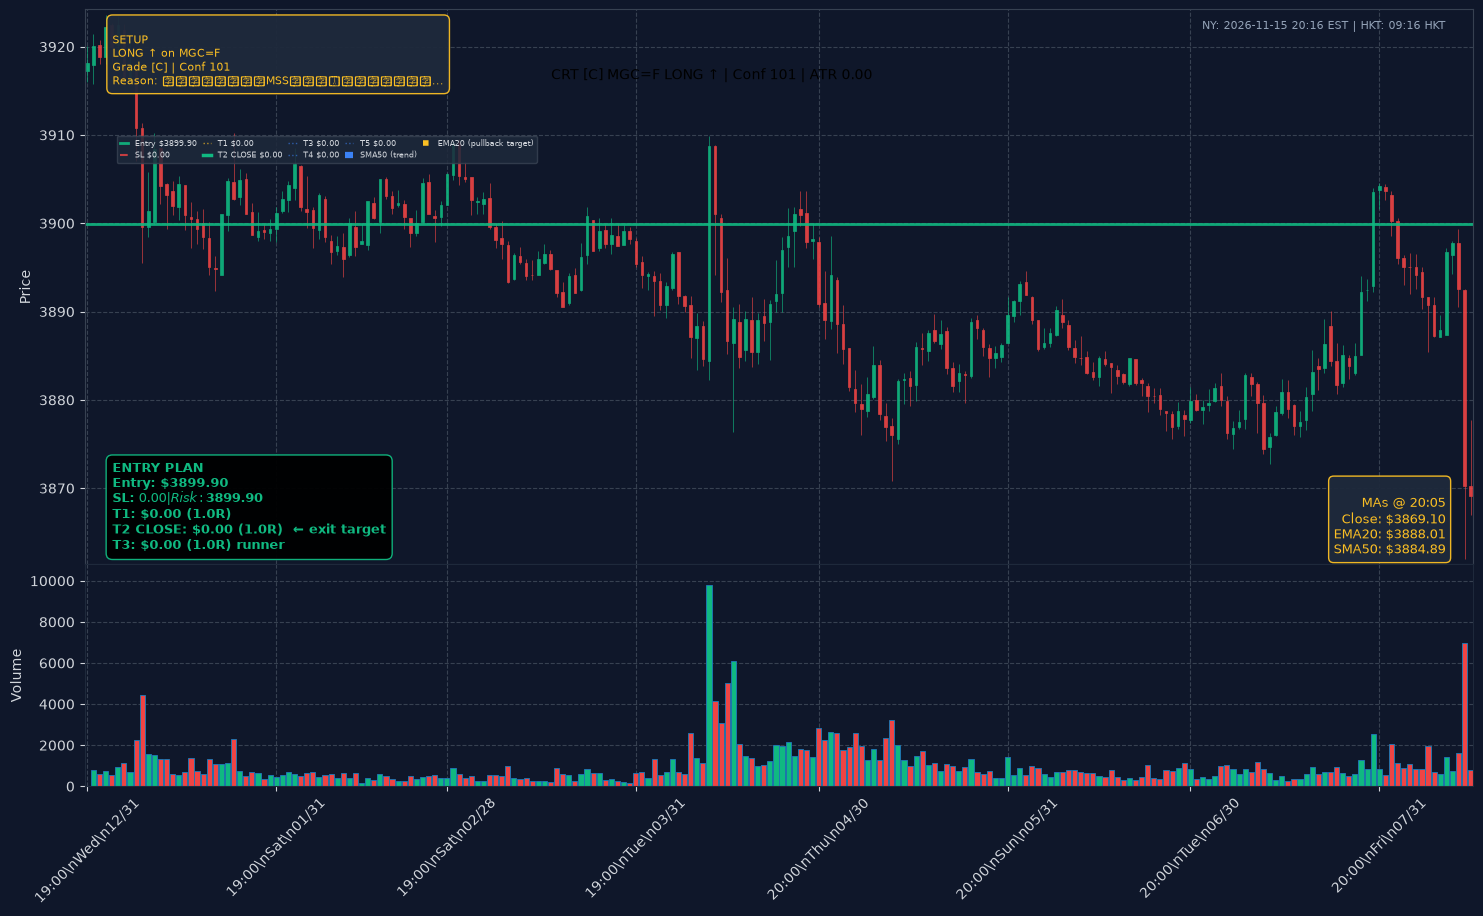 NY: 2026-11-15 20:16 EST | HKT: 09:16 HKT
SETUP
LONG ↑ on MGC=F
Grade [C] | Conf 101
Reason: MSS...
CRT [C] MGC=F LONG ↑ | Conf 101 | ATR 0.00
Entry $3899.90 T1 $0.00 T3 $0.00 T5 $0.00 EMA20 (pullback target)
SL $0.00 T2 CLOSE $0.00 T4 $0.00 SMA50 (trend)
Price
3920
3910
3900
3890
3880
3870
ENTRY PLAN
Entry: $3899.90
SL: 0.00|Risk: 3899.90
T1: $0.00 (1.0R)
T2 CLOSE: $0.00 (1.0R) ← exit target
T3: $0.00 (1.0R) runner
MAs @ 20:05
Close: $3869.10
EMA20: $3888.01
SMA50: $3884.89
Volume
10000
8000
6000
4000
2000
0
19:00\nWed\n12/31
19:00\nSat\n01/31
19:00\nSat\n02/28
19:00\nTue\n03/31
20:00\nThu\n04/30
20:00\nSun\n05/31
20:00\nTue\n06/30
20:00\nFri\n07/31